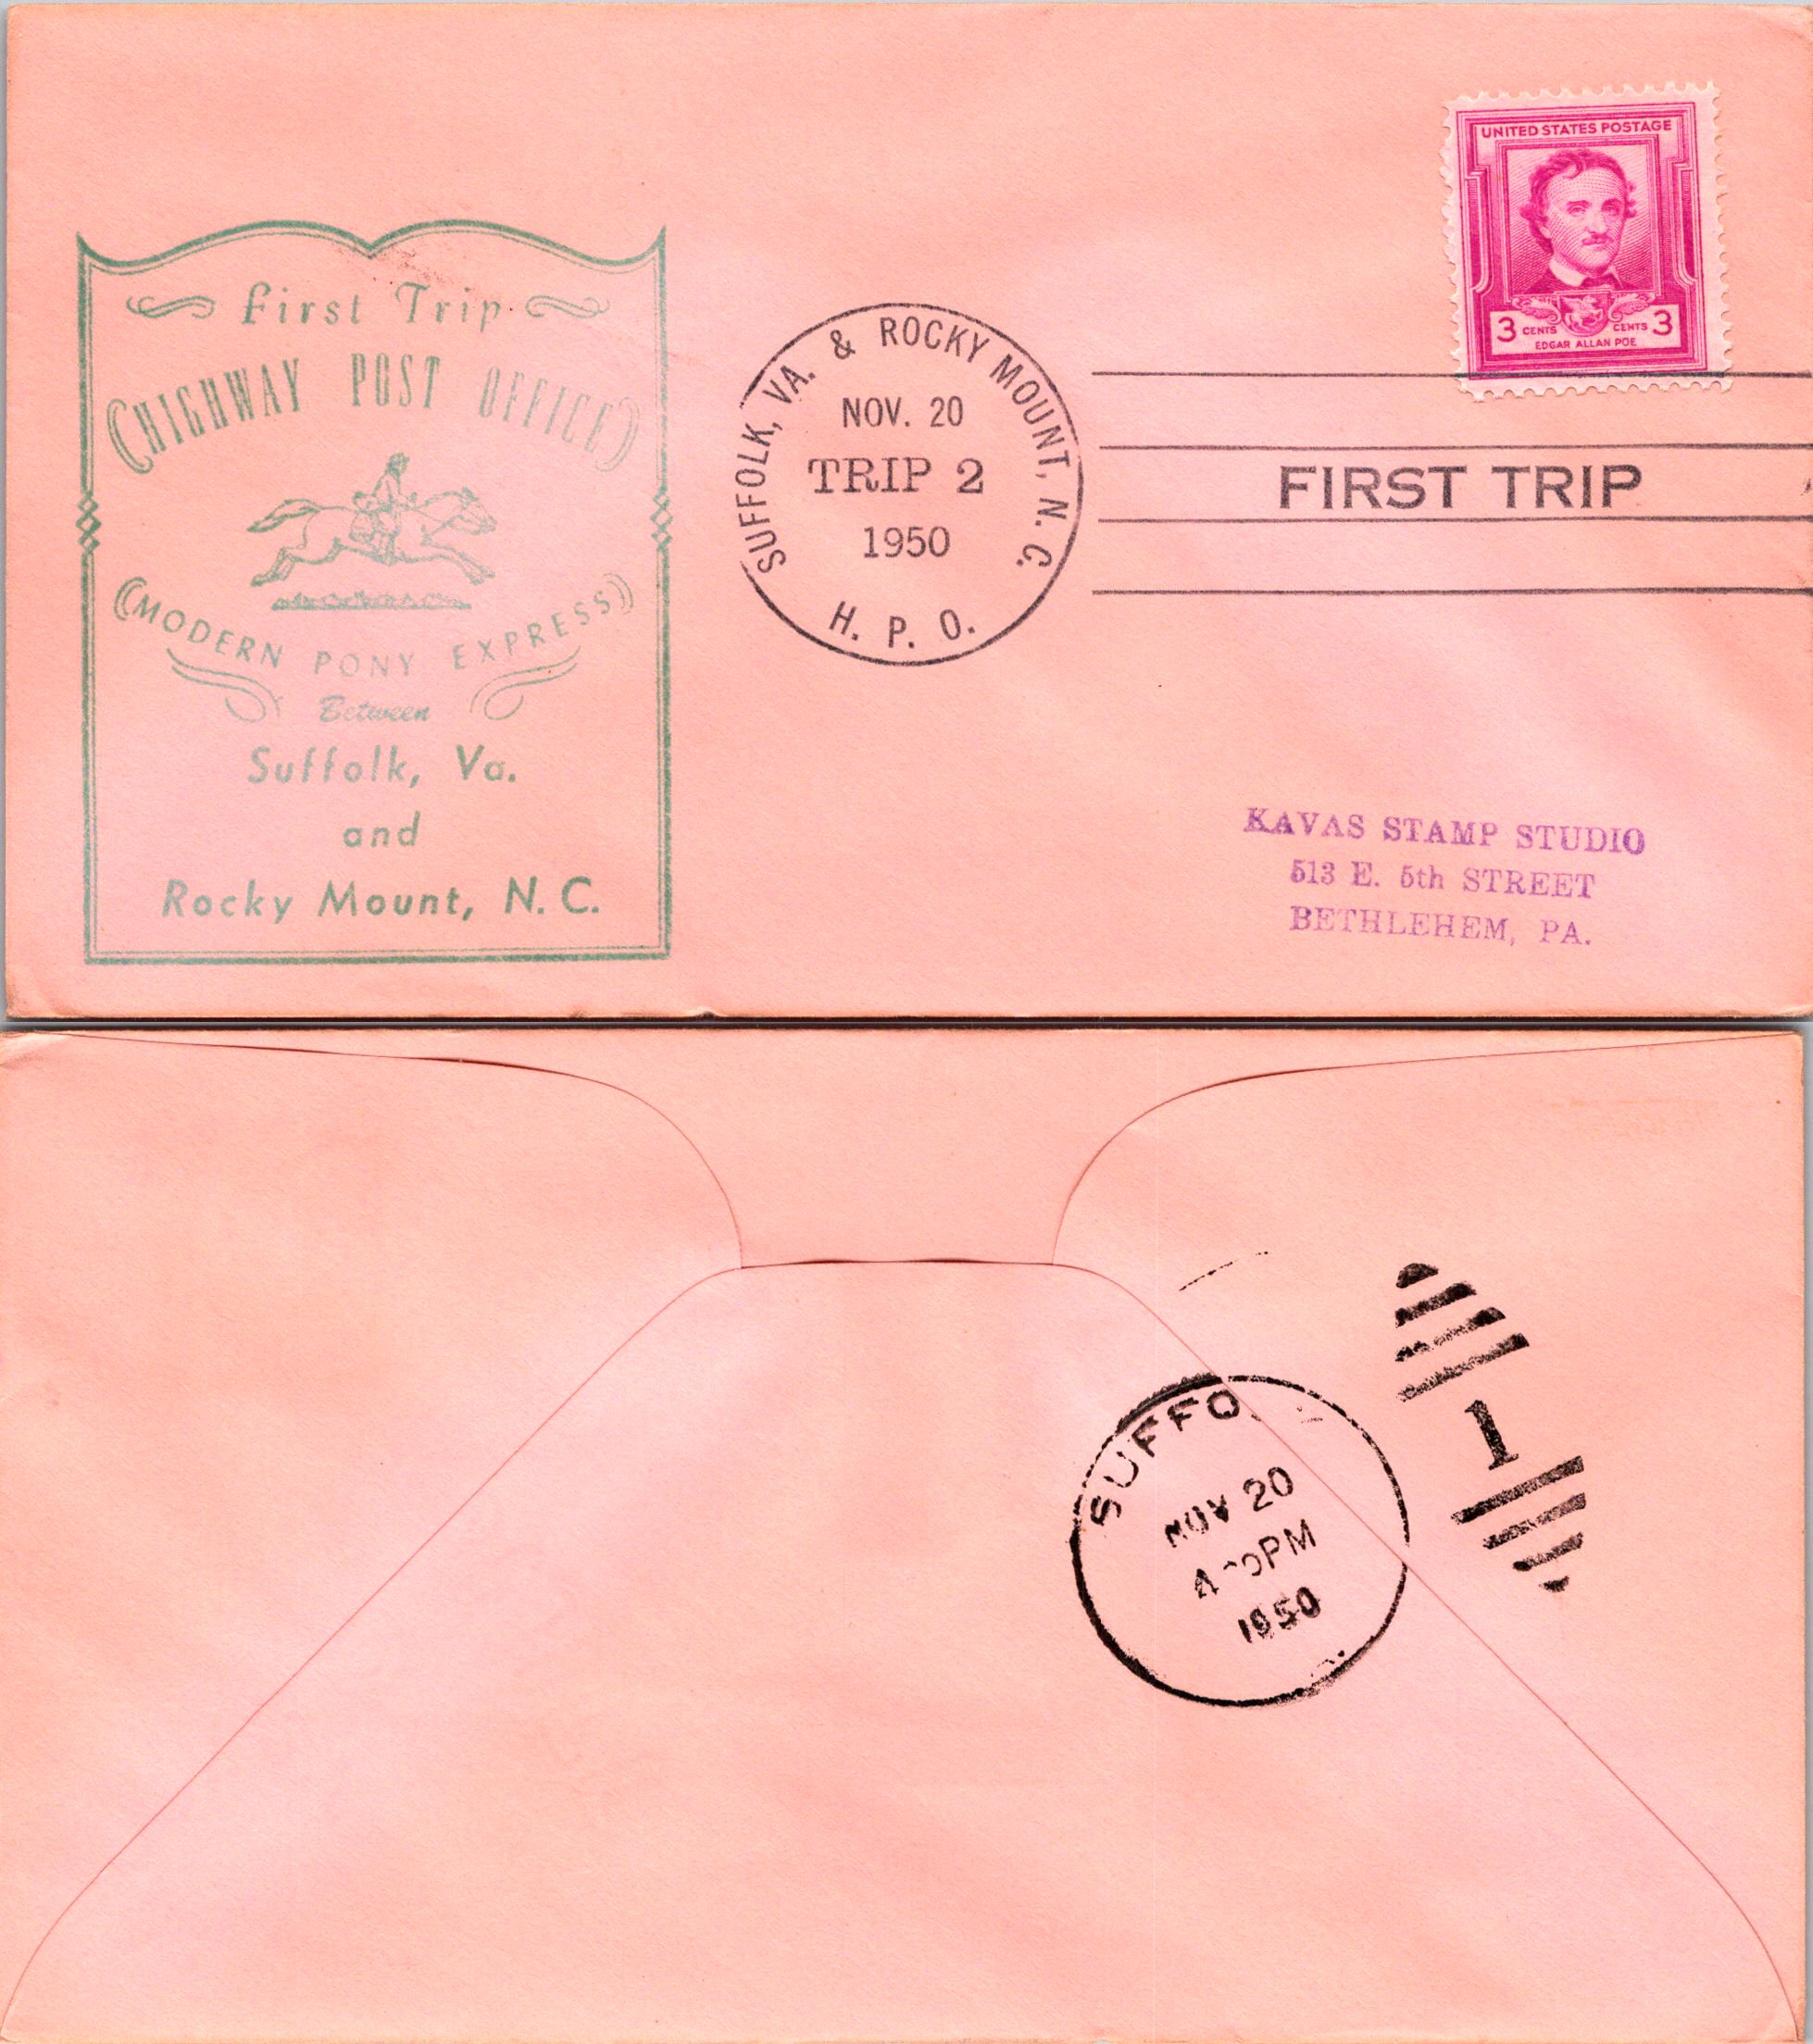 First Trip
HIGHWAY POST OFFICE
MODERN PONY EXPRESS
Between
Suffolk, Va.
and
Rocky Mount, N. C.
SUFFOLK, VA. & ROCKY MOUNT, N. C.
NOV. 20
TRIP 2
1950
H. P. O.
UNITED STATES POSTAGE
3 CENTS CENTS 3
EDGAR ALLAN POE
FIRST TRIP
KAVAS STAMP STUDIO
513 E. 5th STREET
BETHLEHEM, PA.
NOV 20
PM
1950
1